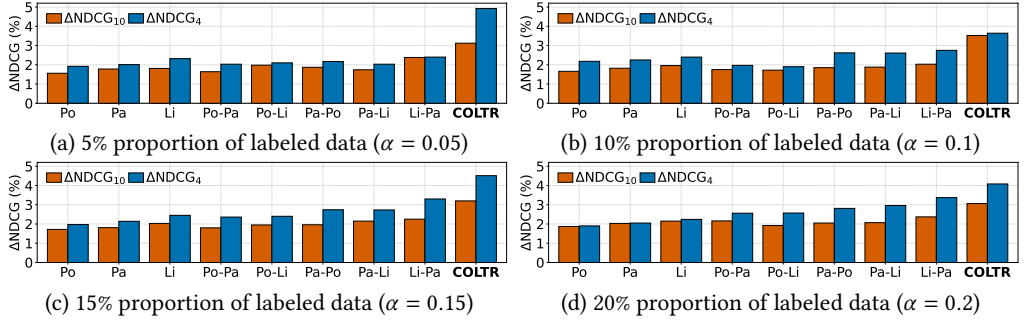 5
4
3
2
1
0
ΔNDCG (%)
ΔNDCG₁₀ ΔNDCG₄
Po Pa Li Po-Pa Po-Li Pa-Po Pa-Li Li-Pa COLTR
(a) 5% proportion of labeled data (α = 0.05)
5
4
3
2
1
0
ΔNDCG (%)
ΔNDCG₁₀ ΔNDCG₄
Po Pa Li Po-Pa Po-Li Pa-Po Pa-Li Li-Pa COLTR
(b) 10% proportion of labeled data (α = 0.1)
5
4
3
2
1
0
ΔNDCG (%)
ΔNDCG₁₀ ΔNDCG₄
Po Pa Li Po-Pa Po-Li Pa-Po Pa-Li Li-Pa COLTR
(c) 15% proportion of labeled data (α = 0.15)
5
4
3
2
1
0
ΔNDCG (%)
ΔNDCG₁₀ ΔNDCG₄
Po Pa Li Po-Pa Po-Li Pa-Po Pa-Li Li-Pa COLTR
(d) 20% proportion of labeled data (α = 0.2)